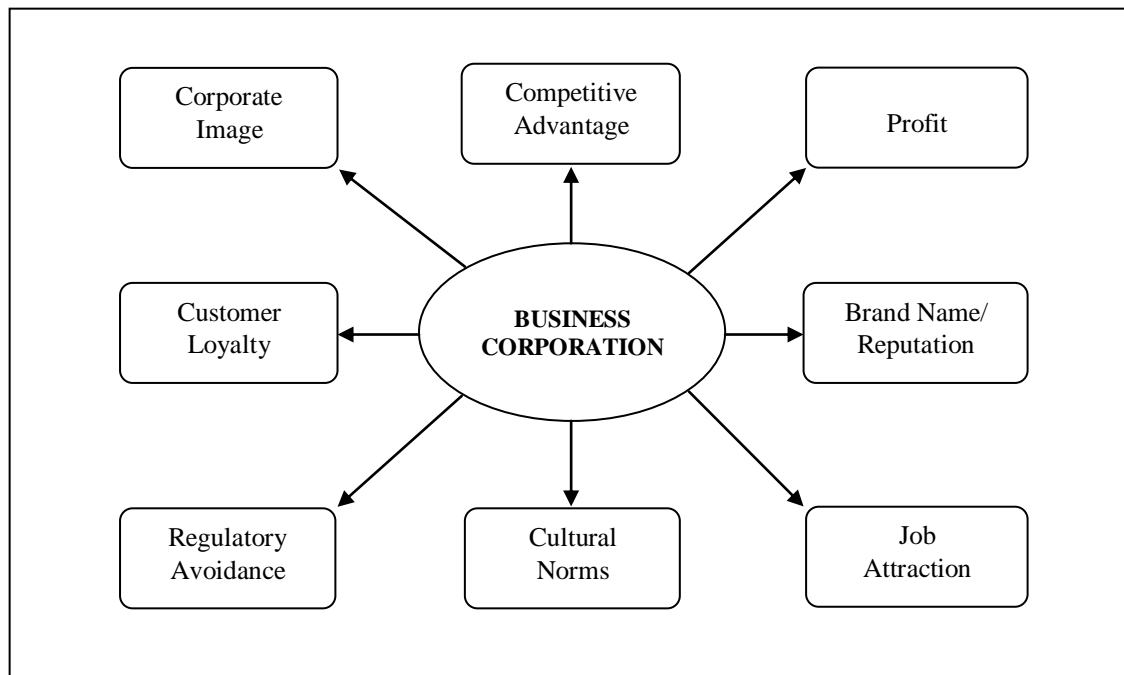 Corporate
Image
Competitive
Advantage
Profit
Customer
Loyalty
BUSINESS
CORPORATION
Brand Name/
Reputation
Regulatory
Avoidance
Cultural
Norms
Job
Attraction